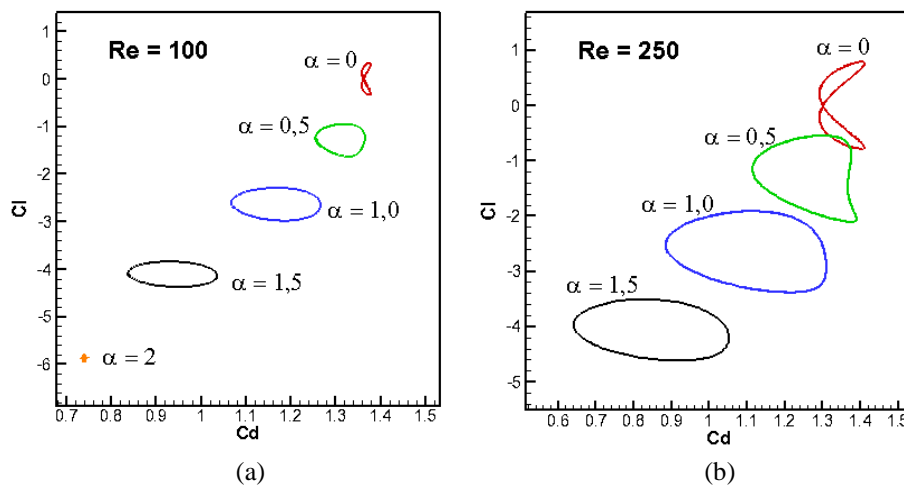 Re = 100
α = 0
α = 0,5
α = 1,0
α = 1,5
α = 2
Cl
1
0
-1
-2
-3
-4
-5
-6
0.7 0.8 0.9 1 1.1 1.2 1.3 1.4 1.5
Cd
(a)
Re = 250
α = 0
α = 0,5
α = 1,0
α = 1,5
Cl
1
0
-1
-2
-3
-4
-5
0.6 0.7 0.8 0.9 1 1.1 1.2 1.3 1.4 1.5
Cd
(b)